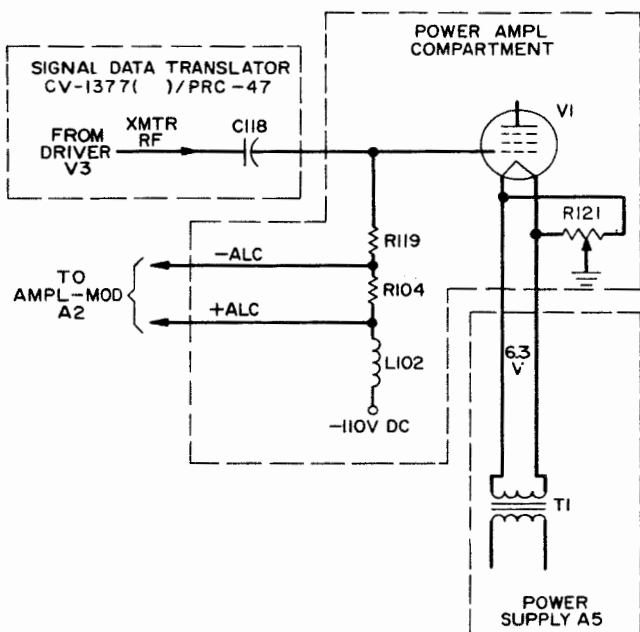 POWER AMPL
COMPARTMENT
SIGNAL DATA TRANSLATOR
CV-1377( )/PRC-47
FROM
DRIVER
V3
XMTR
RF
C118
V1
R121
R119
-ALC
TO
AMPL-MOD
A2
R104
+ALC
L102
-110V DC
6.3
V.
T1
POWER
SUPPLY A5